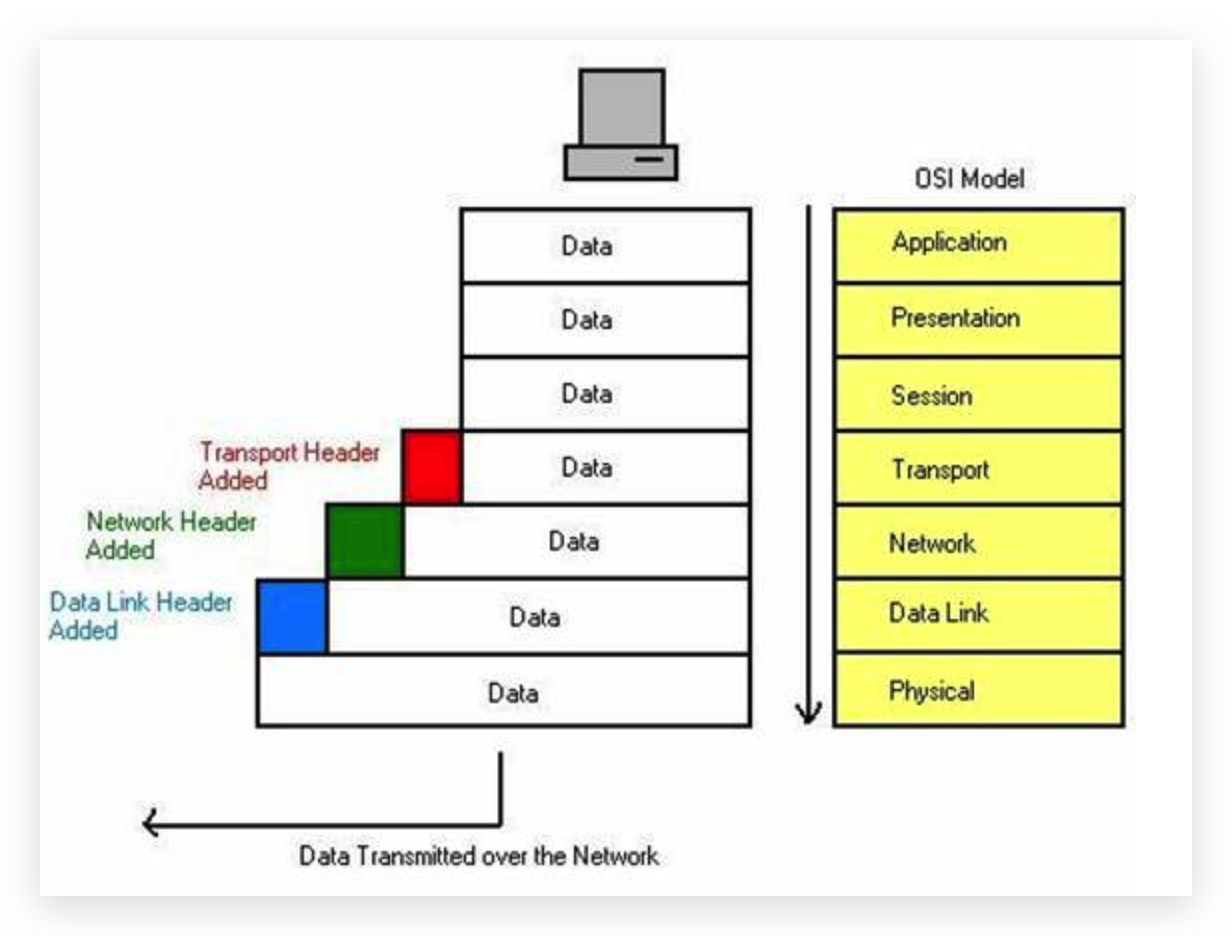 OSI Model
Data
Application
Data
Presentation
Data
Session
Transport Header
Added
Data
Transport
Network Header
Added
Data
Network
Data Link Header
Added
Data
Data Link
Data
Physical
Data Transmitted over the Network